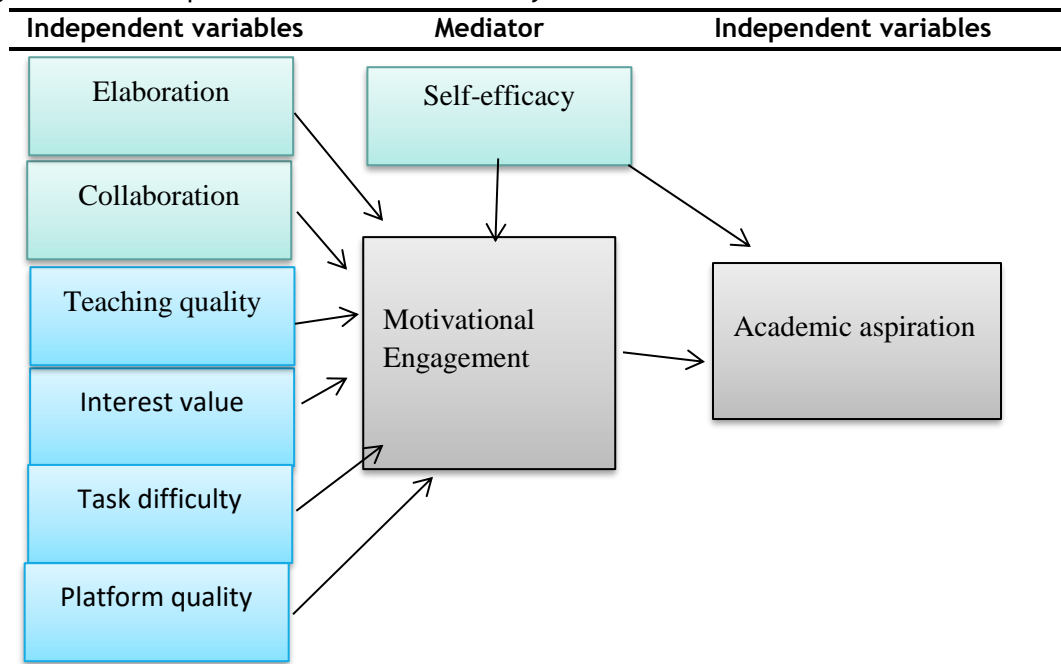 Independent variables Mediator Independent variables
Elaboration
Self-efficacy
Collaboration
Teaching quality
Motivational
Engagement
Academic aspiration
Interest value
Task difficulty
Platform quality